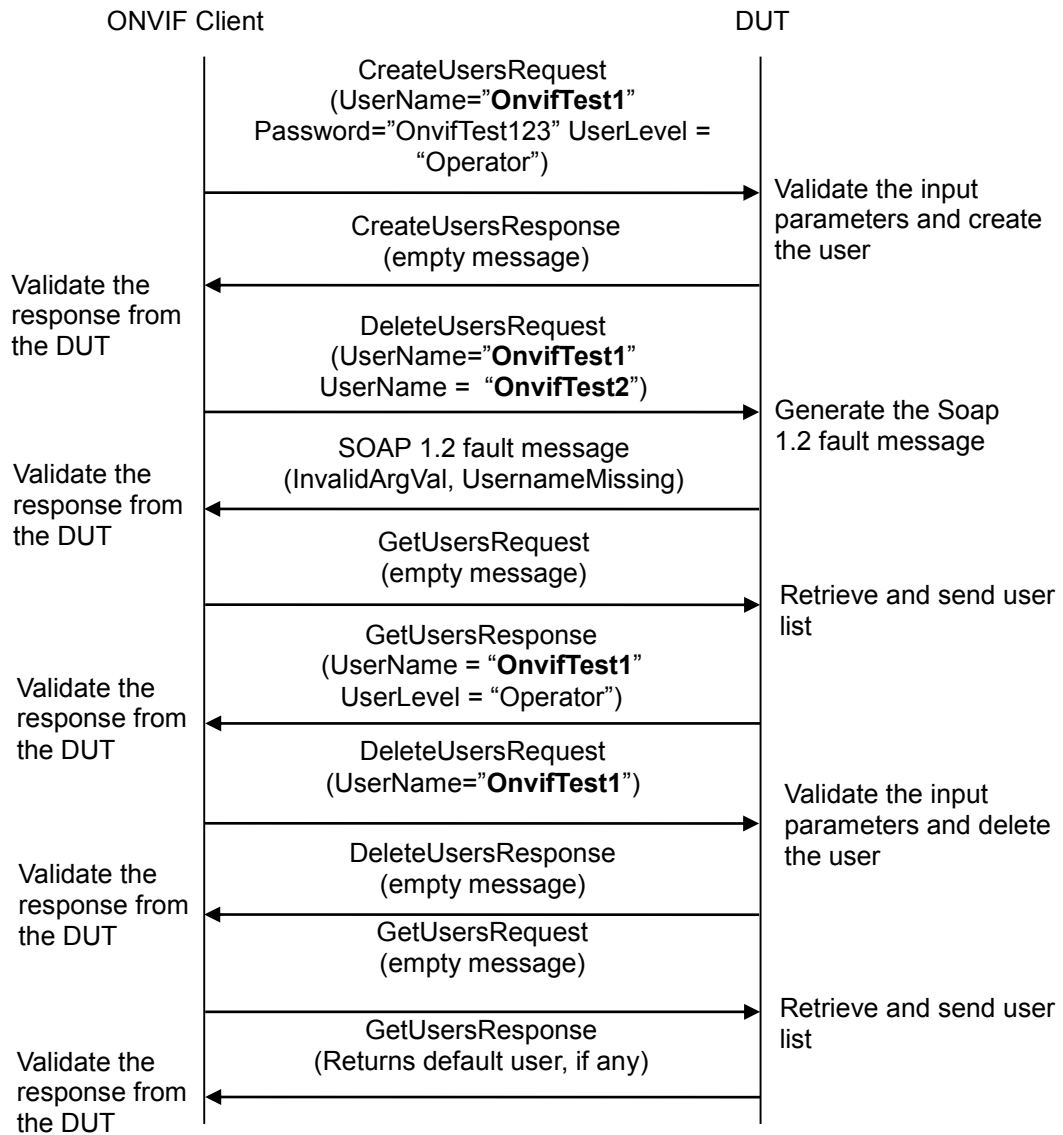 ONVIF Client
DUT
CreateUsersRequest
(UserName=”OnvifTest1”
Password=”OnvifTest123” UserLevel =
“Operator”)
Validate the input
parameters and create
the user
CreateUsersResponse
(empty message)
Validate the
response from
the DUT
DeleteUsersRequest
(UserName=”OnvifTest1”
UserName = “OnvifTest2”)
Generate the Soap
1.2 fault message
SOAP 1.2 fault message
(InvalidArgVal, UsernameMissing)
Validate the
response from
the DUT
GetUsersRequest
(empty message)
Retrieve and send user
list
GetUsersResponse
(UserName = “OnvifTest1”
UserLevel = “Operator”)
Validate the
response from
the DUT
DeleteUsersRequest
(UserName=”OnvifTest1”)
Validate the input
parameters and delete
the user
DeleteUsersResponse
(empty message)
Validate the
response from
the DUT
GetUsersRequest
(empty message)
Retrieve and send user
list
GetUsersResponse
(Returns default user, if any)
Validate the
response from
the DUT